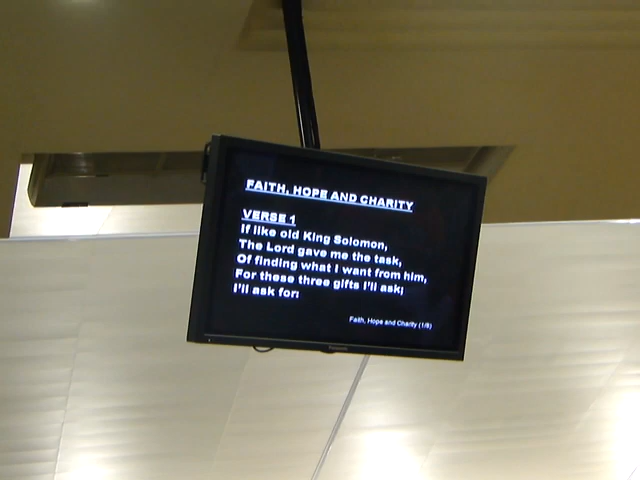 FAITH, HOPE AND CHARITY
VERSE 1
If like old King Solomon,
The Lord gave me the task,
Of finding what I want from him,
For these three gifts I'll ask;
I'll ask for:
Faith, Hope and Charity (1/8)
Panasonic